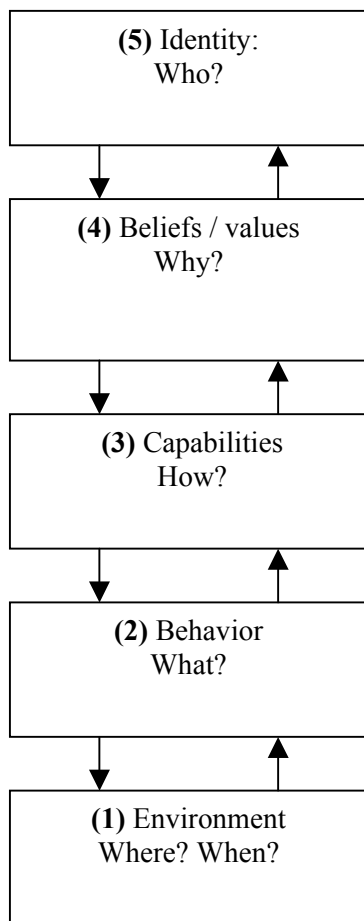 (5) Identity:
Who?
(4) Beliefs / values
Why?
(3) Capabilities
How?
(2) Behavior
What?
(1) Environment
Where? When?